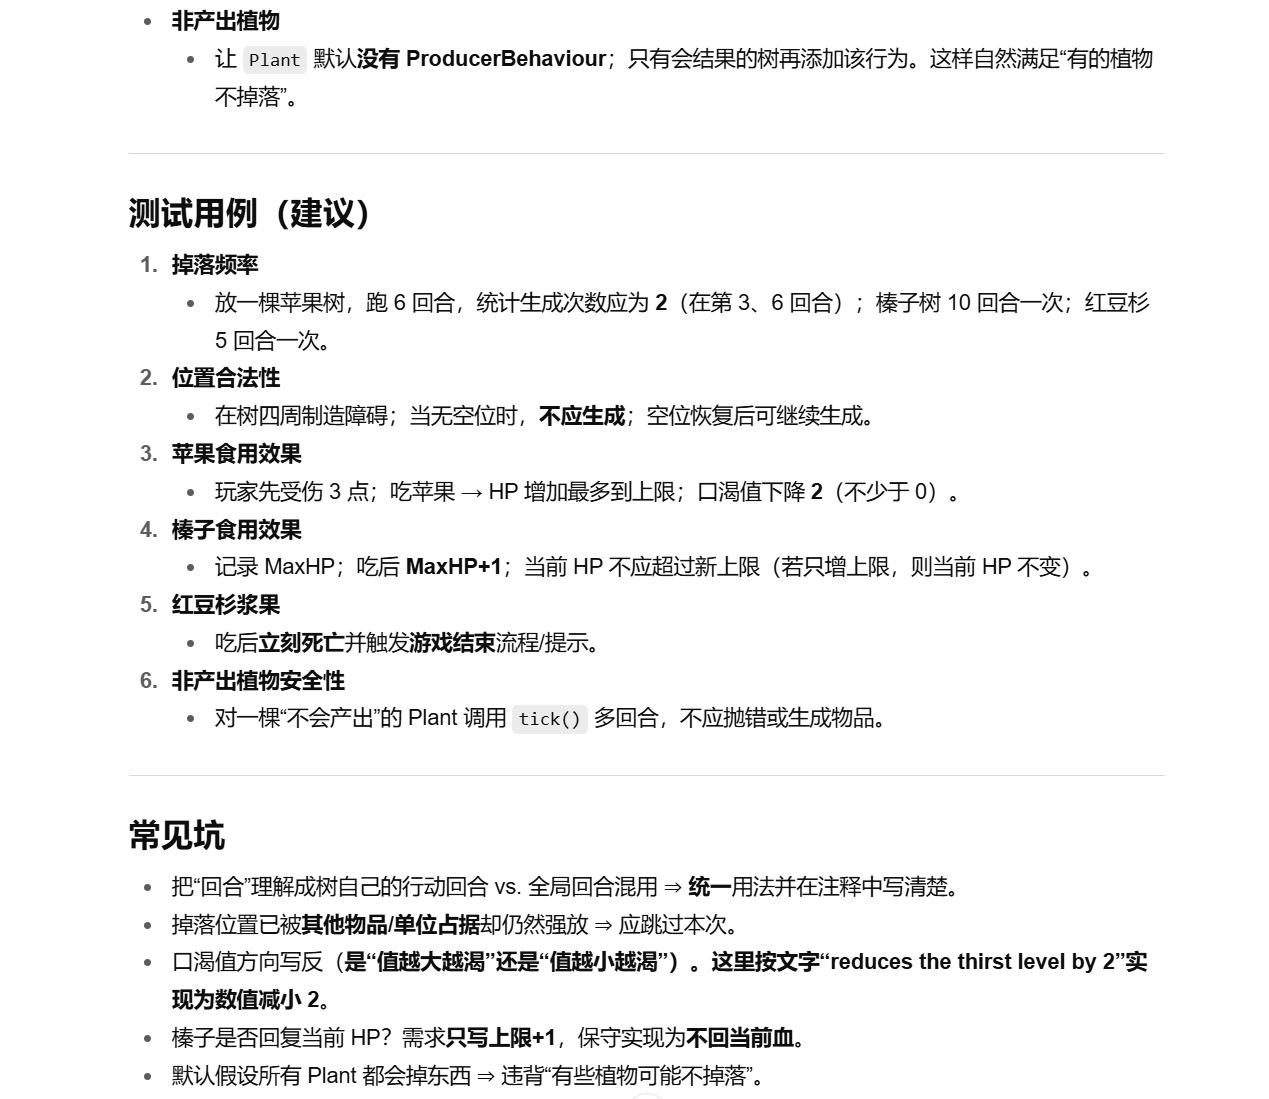 非产出植物
让 Plant 默认没有 ProducerBehaviour；只有会结果的树再添加该行为。这样自然满足“有的植物
不掉落”。
测试用例（建议）
1. 掉落频率
放一棵苹果树，跑 6 回合，统计生成次数应为 2（在第 3、6 回合）；榛子树 10 回合一次；红豆杉
5 回合一次。
2. 位置合法性
在树四周制造障碍；当无空位时，不应生成；空位恢复后可继续生成。
3. 苹果食用效果
玩家先受伤 3 点；吃苹果 → HP 增加最多到上限；口渴值下降 2（不少于 0）。
4. 榛子食用效果
记录 MaxHP；吃后 MaxHP+1；当前 HP 不应超过新上限（若只增上限，则当前 HP 不变）。
5. 红豆杉浆果
吃后立刻死亡并触发游戏结束流程/提示。
6. 非产出植物安全性
对一棵“不会产出”的 Plant 调用 tick() 多回合，不应抛错或生成物品。
常见坑
把“回合”理解成树自己的行动回合 vs. 全局回合混用 ⇒ 统一用法并在注释中写清楚。
掉落位置已被其他物品/单位占据却仍然强放 ⇒ 应跳过本次。
口渴值方向写反（是“值越大越渴”还是“值越小越渴”）。这里按文字“reduces the thirst level by 2”实
现为数值减小 2。
榛子是否回复当前 HP？需求只写上限+1，保守实现为不回当前血。
默认假设所有 Plant 都会掉东西 ⇒ 违背“有些植物可能不掉落”。